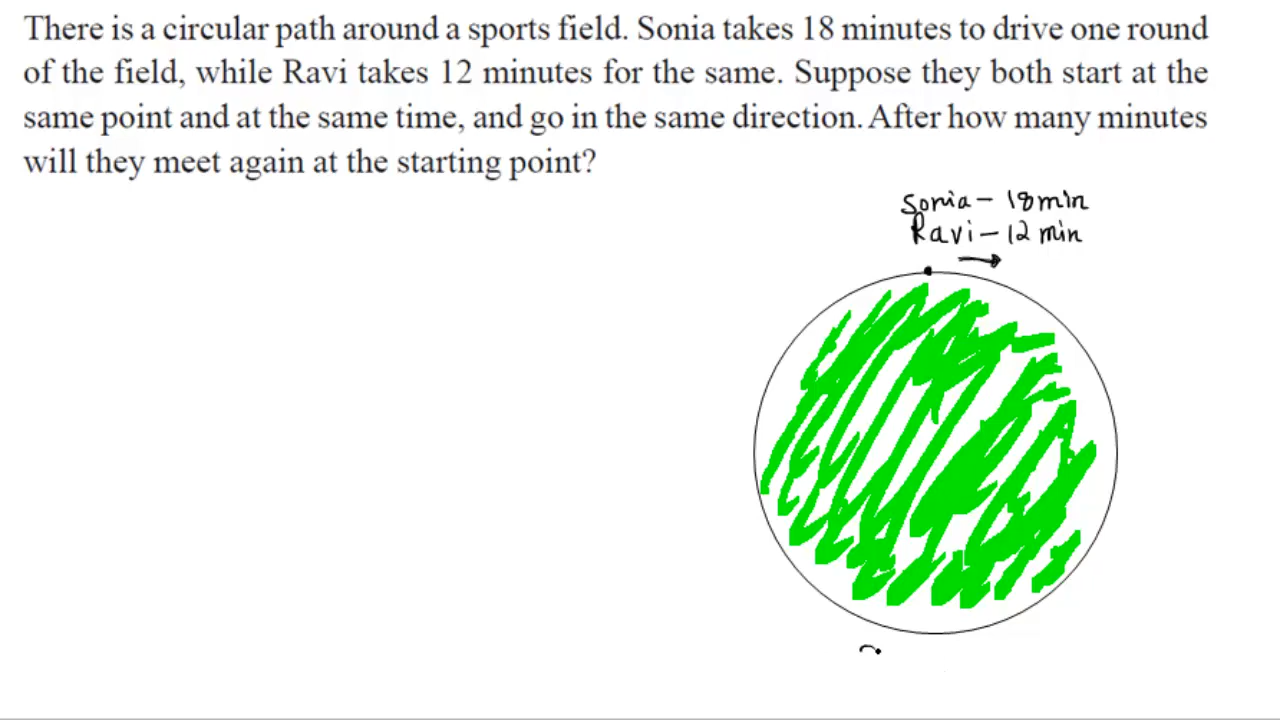 There is a circular path around a sports field. Sonia takes 18 minutes to drive one round
of the field, while Ravi takes 12 minutes for the same. Suppose they both start at the
same point and at the same time, and go in the same direction. After how many minutes
will they meet again at the starting point?
Sonia - 18 min
Ravi - 12 min